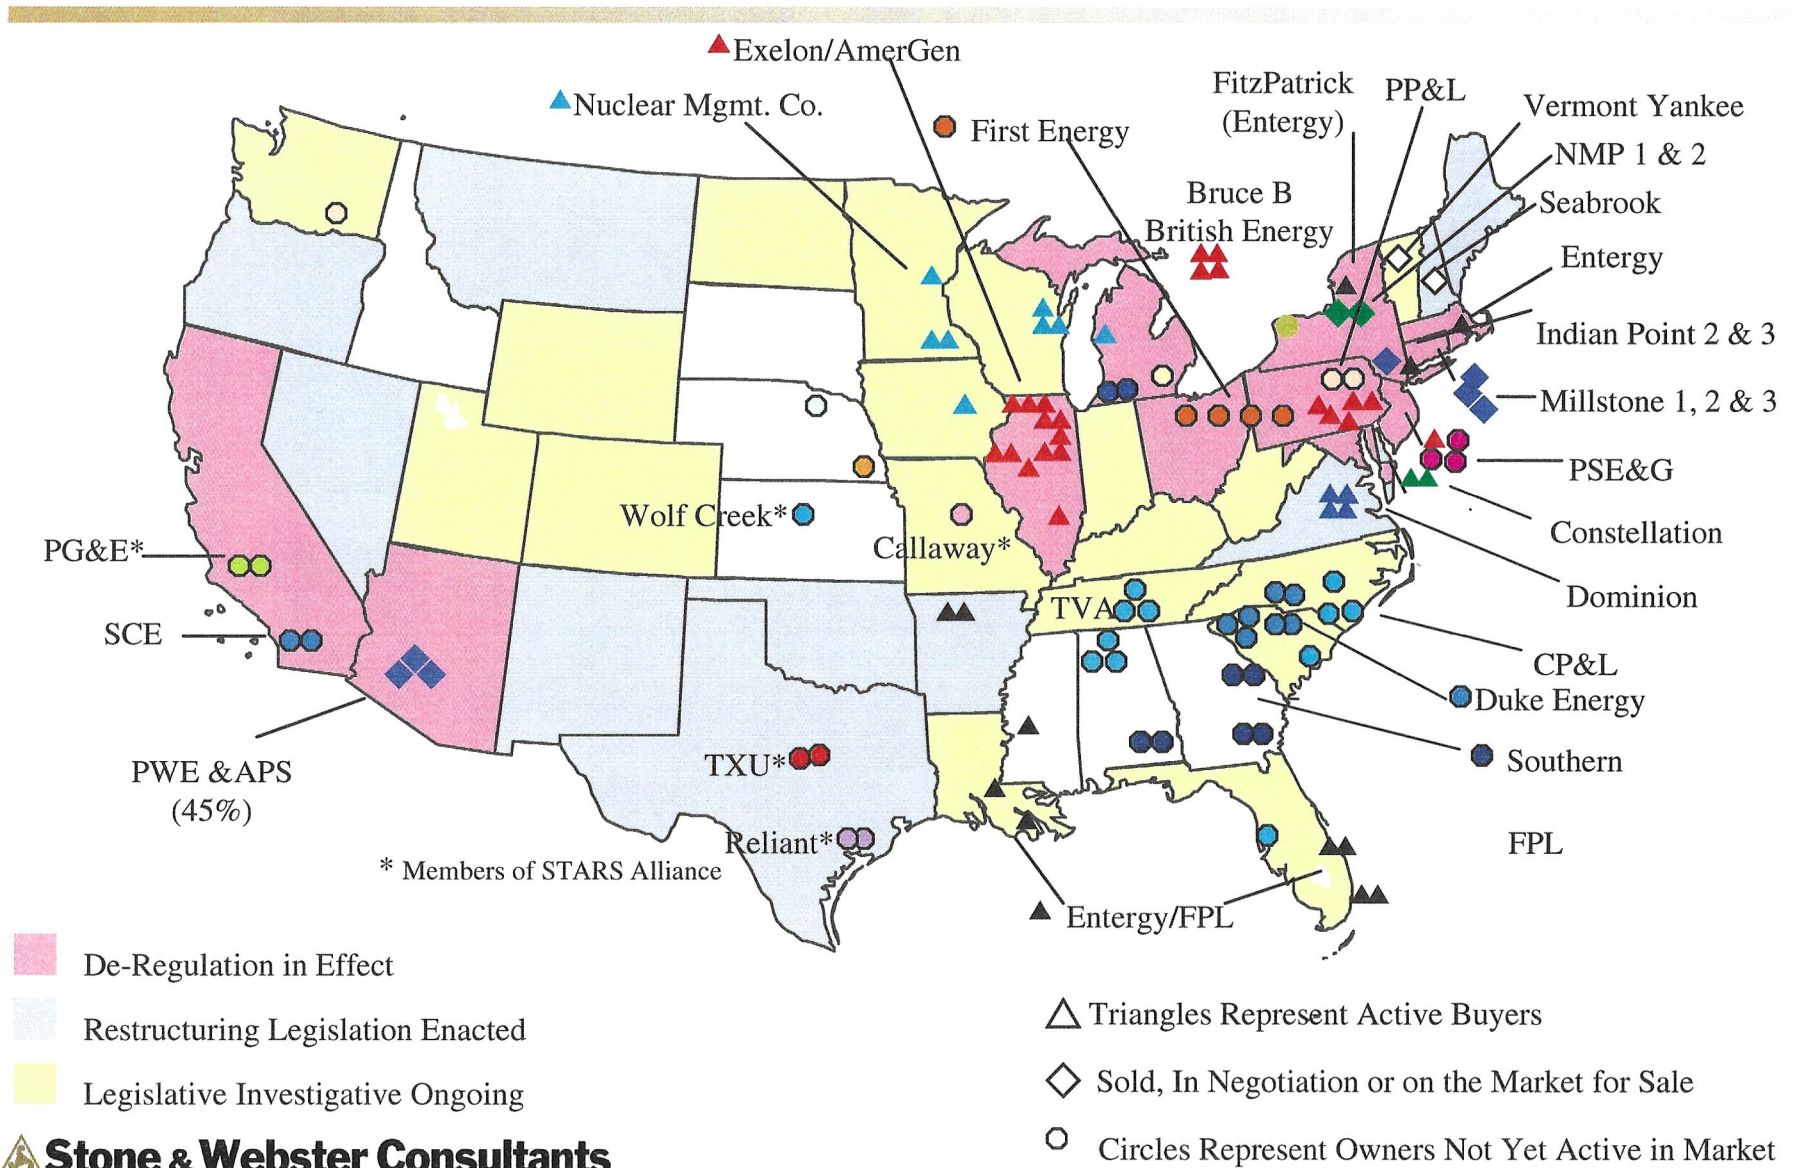 Exelon/AmerGen
Nuclear Mgmt. Co.
First Energy
FitzPatrick
(Entergy)
PP&L
Vermont Yankee
NMP 1 & 2
Seabrook
Bruce B
British Energy
Entergy
Indian Point 2 & 3
Millstone 1, 2 & 3
PSE&G
Constellation
Dominion
Wolf Creek*
Callaway*
PG&E*
SCE
TVA
CP&L
Duke Energy
Southern
PWE &APS
(45%)
TXU*
Reliant*
FPL
* Members of STARS Alliance
Entergy/FPL
De-Regulation in Effect
Restructuring Legislation Enacted
Legislative Investigative Ongoing
Triangles Represent Active Buyers
Sold, In Negotiation or on the Market for Sale
Circles Represent Owners Not Yet Active in Market
Stone & Webster Consultants